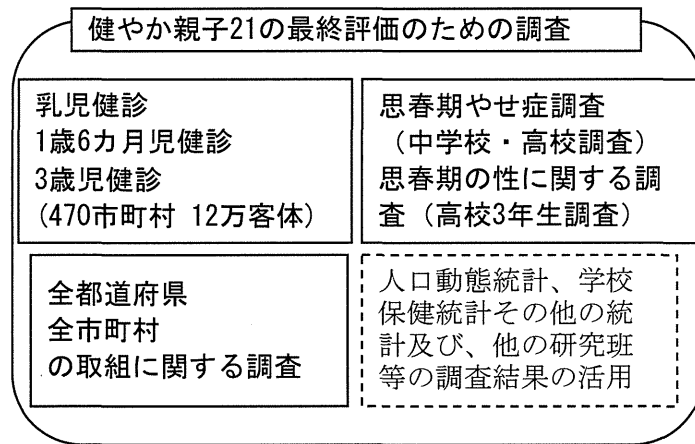 健やか親子21の最終評価のための調査
乳児健診
1歳6カ月児健診
3歳児健診
(470市町村 12万客体)
思春期やせ症調査
（中学校・高校調査）
思春期の性に関する調
査（高校3年生調査）
全都道府県
全市町村
の取組に関する調査
人口動態統計、学校
保健統計その他の統
計及び、他の研究班
等の調査結果の活用